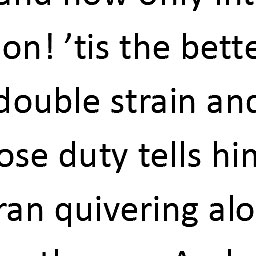 and now only int
on! ’tis the bette
double strain and
ose duty tells him
ran quivering alo